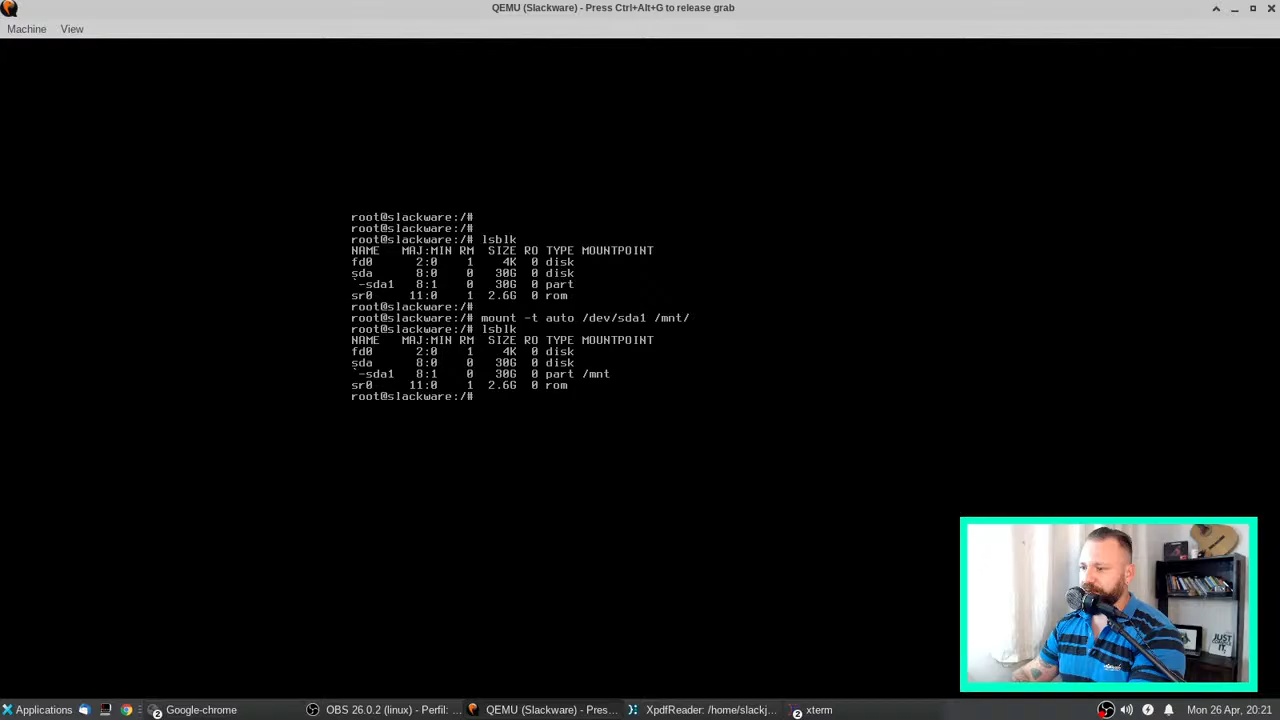 QEMU (Slackware) - Press Ctrl+Alt+G to release grab
Machine View
root@slackware:/#
root@slackware:/#
root@slackware:/# lsblk
NAME   MAJ:MIN RM  SIZE RO TYPE MOUNTPOINT
fd0      2:0    1    4K  0 disk
sda      8:0    0   30G  0 disk
`-sda1   8:1    0   30G  0 part
sr0     11:0    1  2.6G  0 rom
root@slackware:/#
root@slackware:/# mount -t auto /dev/sda1 /mnt/
root@slackware:/# lsblk
NAME   MAJ:MIN RM  SIZE RO TYPE MOUNTPOINT
fd0      2:0    1    4K  0 disk
sda      8:0    0   30G  0 disk
`-sda1   8:1    0   30G  0 part /mnt
sr0     11:0    1  2.6G  0 rom
root@slackware:/#
JUST
IT.
Applications 2 Google-chrome OBS 26.0.2 (linux) - Perfil: ... QEMU (Slackware) - Pres... XpdfReader: /home/slackj... 2 xterm Mon 26 Apr, 20:21